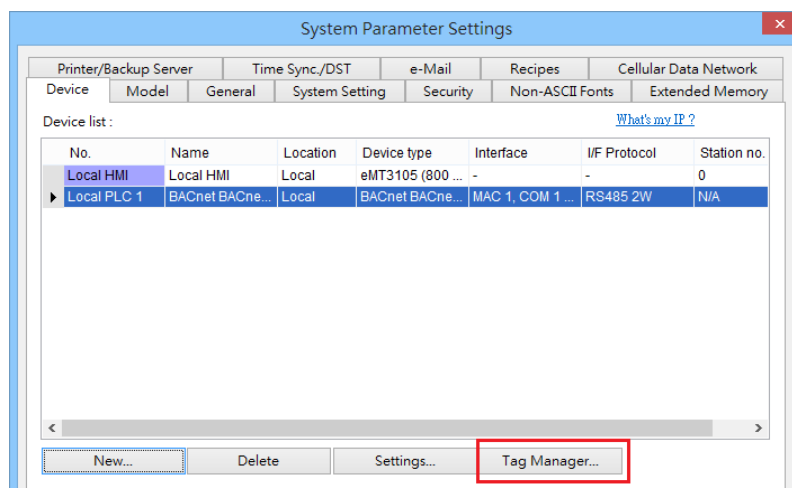 System Parameter Settings
Printer/Backup Server Time Sync./DST e-Mail Recipes Cellular Data Network
Device Model General System Setting Security Non-ASCII Fonts Extended Memory
Device list : What's my IP ?
No. Name Location Device type Interface I/F Protocol Station no.
Local HMI Local HMI Local eMT3105 (800 ... - - 0
Local PLC 1 BACnet BACne... Local BACnet BACne... MAC 1, COM 1 ... RS485 2W N/A
New... Delete Settings... Tag Manager...